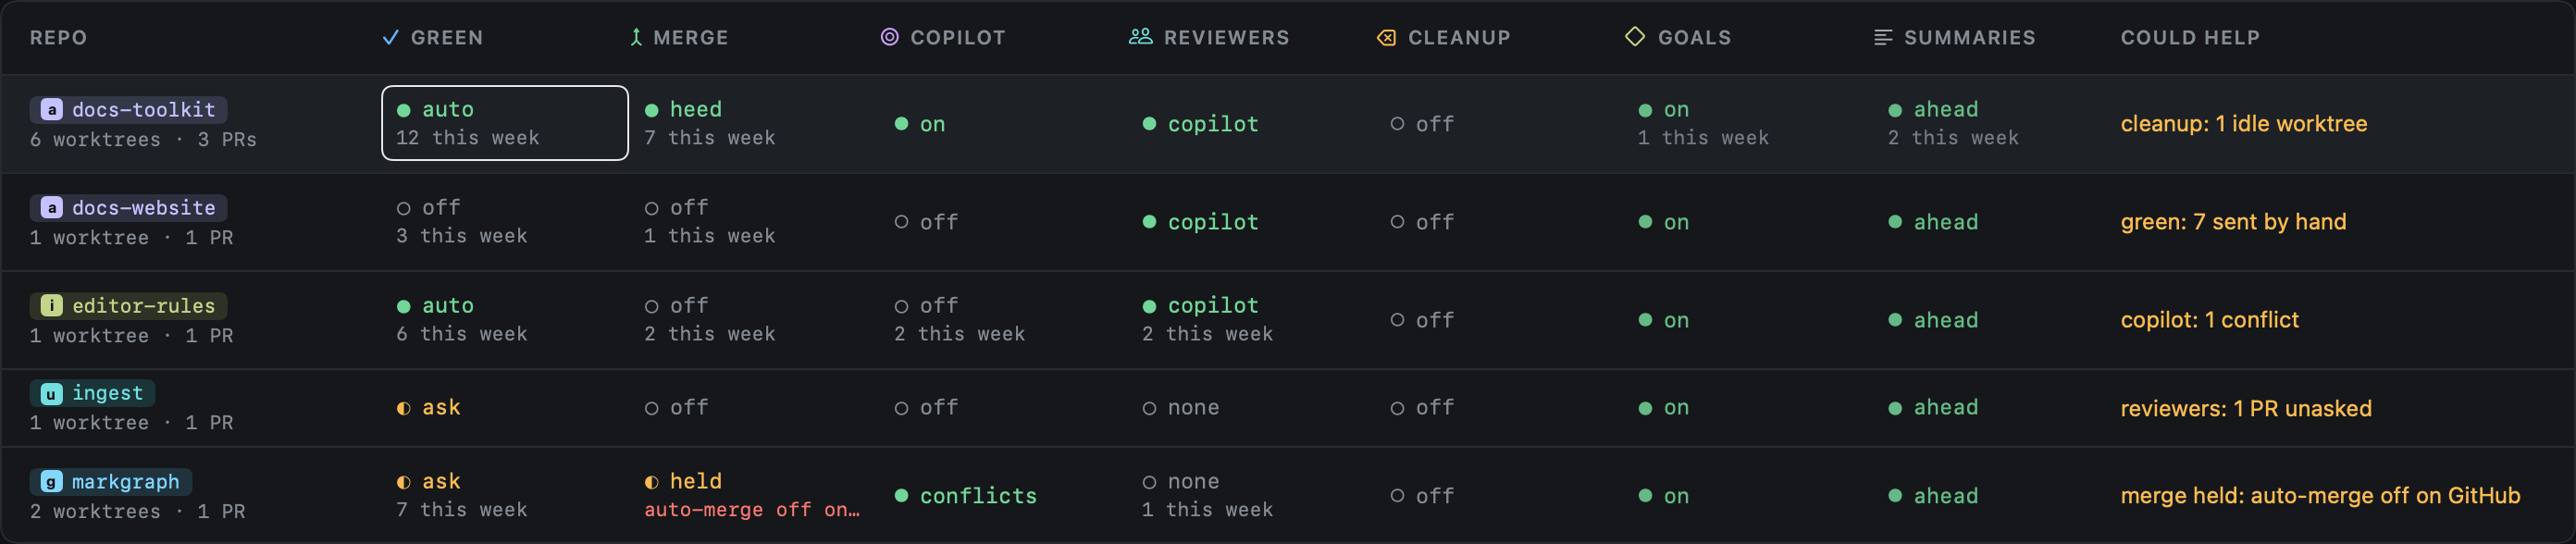 REPO GREEN MERGE COPILOT REVIEWERS CLEANUP GOALS SUMMARIES COULD HELP
a docs-toolkit
6 worktrees · 3 PRs
auto
12 this week
heed
7 this week
on
copilot
off
on
1 this week
ahead
2 this week
cleanup: 1 idle worktree
a docs-website
1 worktree · 1 PR
off
3 this week
off
1 this week
off
copilot
off
on
ahead
green: 7 sent by hand
i editor-rules
1 worktree · 1 PR
auto
6 this week
off
2 this week
off
2 this week
copilot
2 this week
off
on
ahead
copilot: 1 conflict
u ingest
1 worktree · 1 PR
ask
off
off
none
off
on
ahead
reviewers: 1 PR unasked
g markgraph
2 worktrees · 1 PR
ask
7 this week
held
auto-merge off on…
conflicts
none
1 this week
off
on
ahead
merge held: auto-merge off on GitHub